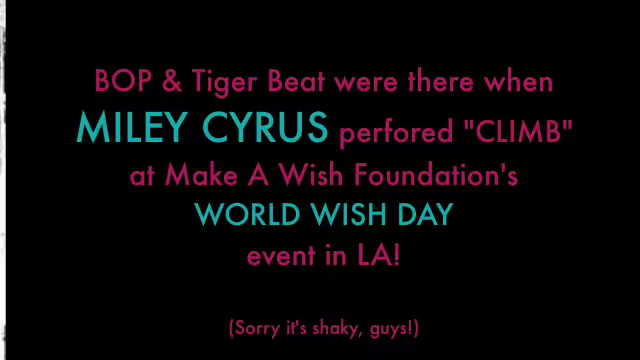 BOP & Tiger Beat were there when
MILEY CYRUS perfored "CLIMB"
at Make A Wish Foundation's
WORLD WISH DAY
event in LA!
(Sorry it's shaky, guys!)